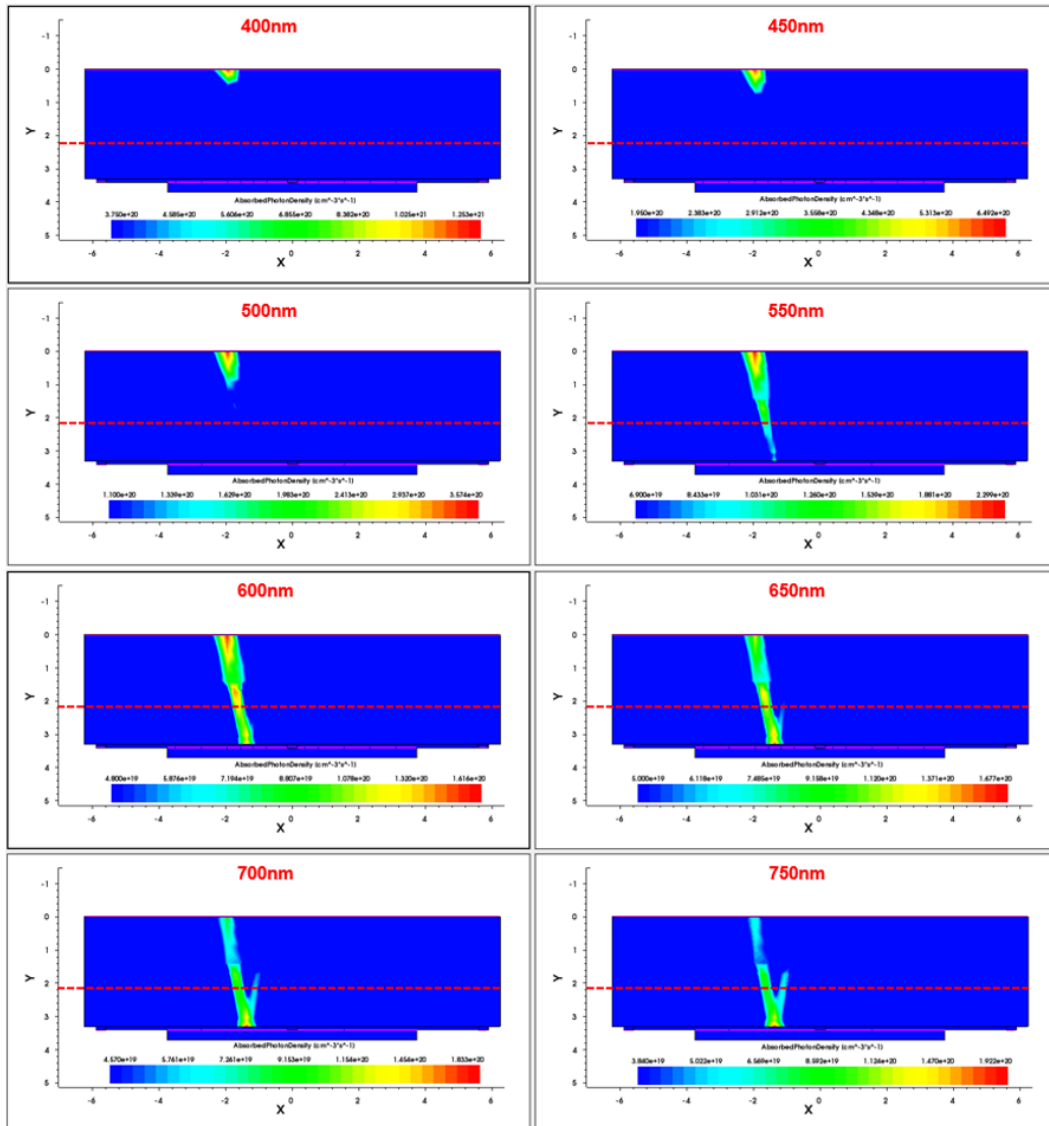 400nm
-1
0
1
2
3
4
5
Y
AbsorbedPhotonDensity (cm^-3*s^-1)
3.750e+20 4.585e+20 5.606e+20 6.855e+20 8.382e+20 1.025e+21 1.253e+21
-6 -4 -2 0 2 4 6
X
450nm
-1
0
1
2
3
4
5
Y
AbsorbedPhotonDensity (cm^-3*s^-1)
1.950e+20 2.383e+20 2.912e+20 3.558e+20 4.348e+20 5.313e+20 6.492e+20
-6 -4 -2 0 2 4 6
X
500nm
-1
0
1
2
3
4
5
Y
AbsorbedPhotonDensity (cm^-3*s^-1)
1.100e+20 1.339e+20 1.629e+20 1.983e+20 2.413e+20 2.937e+20 3.574e+20
-6 -4 -2 0 2 4 6
X
550nm
-1
0
1
2
3
4
5
Y
AbsorbedPhotonDensity (cm^-3*s^-1)
6.900e+19 8.433e+19 1.031e+20 1.260e+20 1.539e+20 1.881e+20 2.299e+20
-6 -4 -2 0 2 4 6
X
600nm
-1
0
1
2
3
4
5
Y
AbsorbedPhotonDensity (cm^-3*s^-1)
4.800e+19 5.876e+19 7.194e+19 8.807e+19 1.078e+20 1.320e+20 1.616e+20
-6 -4 -2 0 2 4 6
X
650nm
-1
0
1
2
3
4
5
Y
AbsorbedPhotonDensity (cm^-3*s^-1)
5.000e+19 6.118e+19 7.485e+19 9.158e+19 1.120e+20 1.371e+20 1.677e+20
-6 -4 -2 0 2 4 6
X
700nm
-1
0
1
2
3
4
5
Y
AbsorbedPhotonDensity (cm^-3*s^-1)
4.570e+19 5.761e+19 7.261e+19 9.153e+19 1.154e+20 1.454e+20 1.833e+20
-6 -4 -2 0 2 4 6
X
750nm
-1
0
1
2
3
4
5
Y
AbsorbedPhotonDensity (cm^-3*s^-1)
3.840e+19 5.022e+19 6.569e+19 8.592e+19 1.124e+20 1.470e+20 1.922e+20
-6 -4 -2 0 2 4 6
X